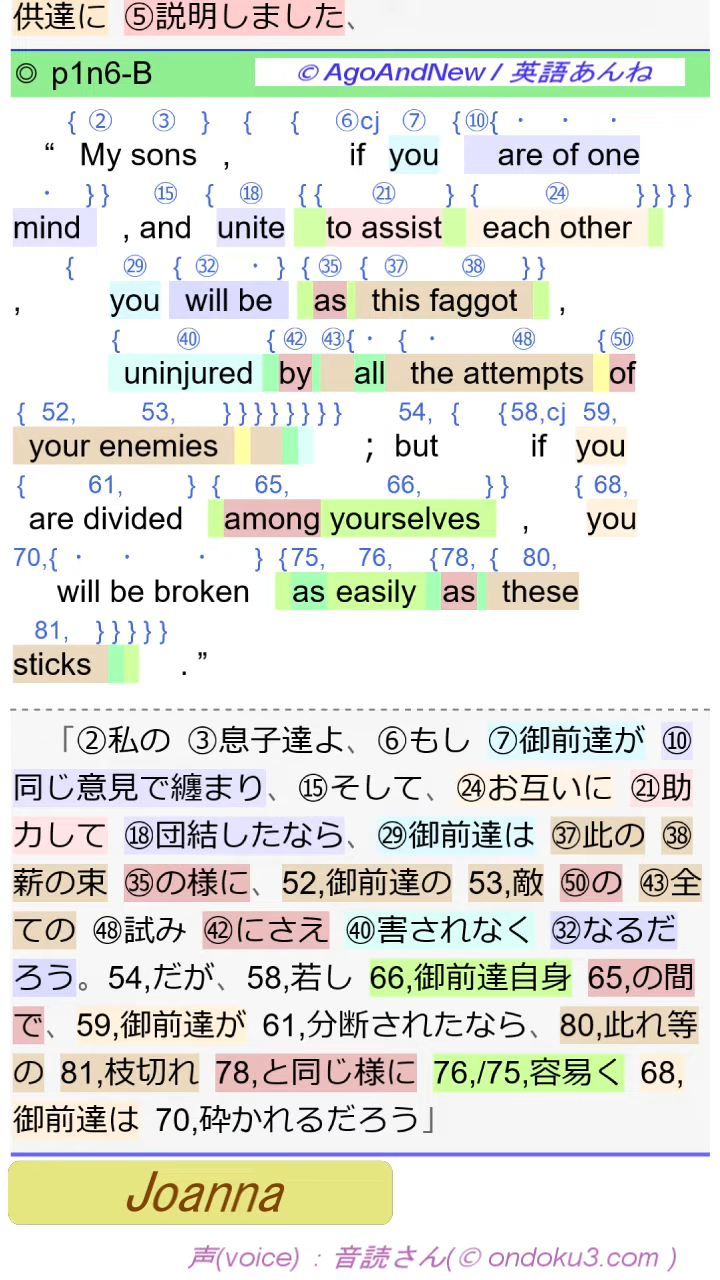 供達に ⑤説明しました、
◎ p1n6-B © AgoAndNew / 英語あんね
{ ② ③ } { { ⑥cj ⑦ {⑩{ · · ·
“ My sons , if you are of one
· } } ⑮ { ⑱ { { ㉑ } { ㉔ } } } }
mind , and unite to assist each other
{ ㉙ { ㉜ · } { ㉟ { ㊲ ㊳ } }
, you will be as this faggot ,
{ ㊵ { ㊷ ㊸{ · { · ㊽ {㊿
uninjured by all the attempts of
{ 52, 53, } } } } } } } } 54, { {58,cj 59,
your enemies ; but if you
{ 61, } { 65, 66, } } { 68,
are divided among yourselves , you
70,{ · · · } {75, 76, {78, { 80,
will be broken as easily as these
81, } } } } }
sticks . ”
「②私の ③息子達よ、⑥もし ⑦御前達が ⑩
同じ意見で纏まり、⑮そして、㉔お互いに ㉑助
力して ⑱団結したなら、㉙御前達は ㊲此の ㊳
薪の束 ㉟の様に、52,御前達の 53,敵 ㊿の ㊸全
ての ㊽試み ㊷にさえ ㊵害されなく ㉜なるだ
ろう。54,だが、58,若し 66,御前達自身 65,の間
で、59,御前達が 61,分断されたなら、80,此れ等
の 81,枝切れ 78,と同じ様に 76,/75,容易く 68,
御前達は 70,砕かれるだろう」
Joanna
声(voice) : 音読さん(© ondoku3.com )